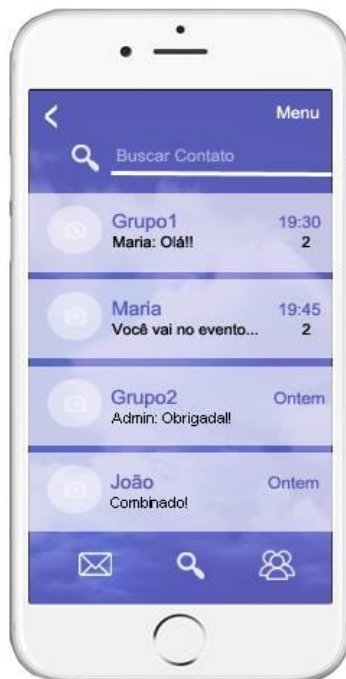 Menu
Buscar Contato
Grupo1 19:30
Maria: Olá!! 2
Maria 19:45
Você vai no evento... 2
Grupo2 Ontem
Admin: Obrigada!!
João Ontem
Combinado!